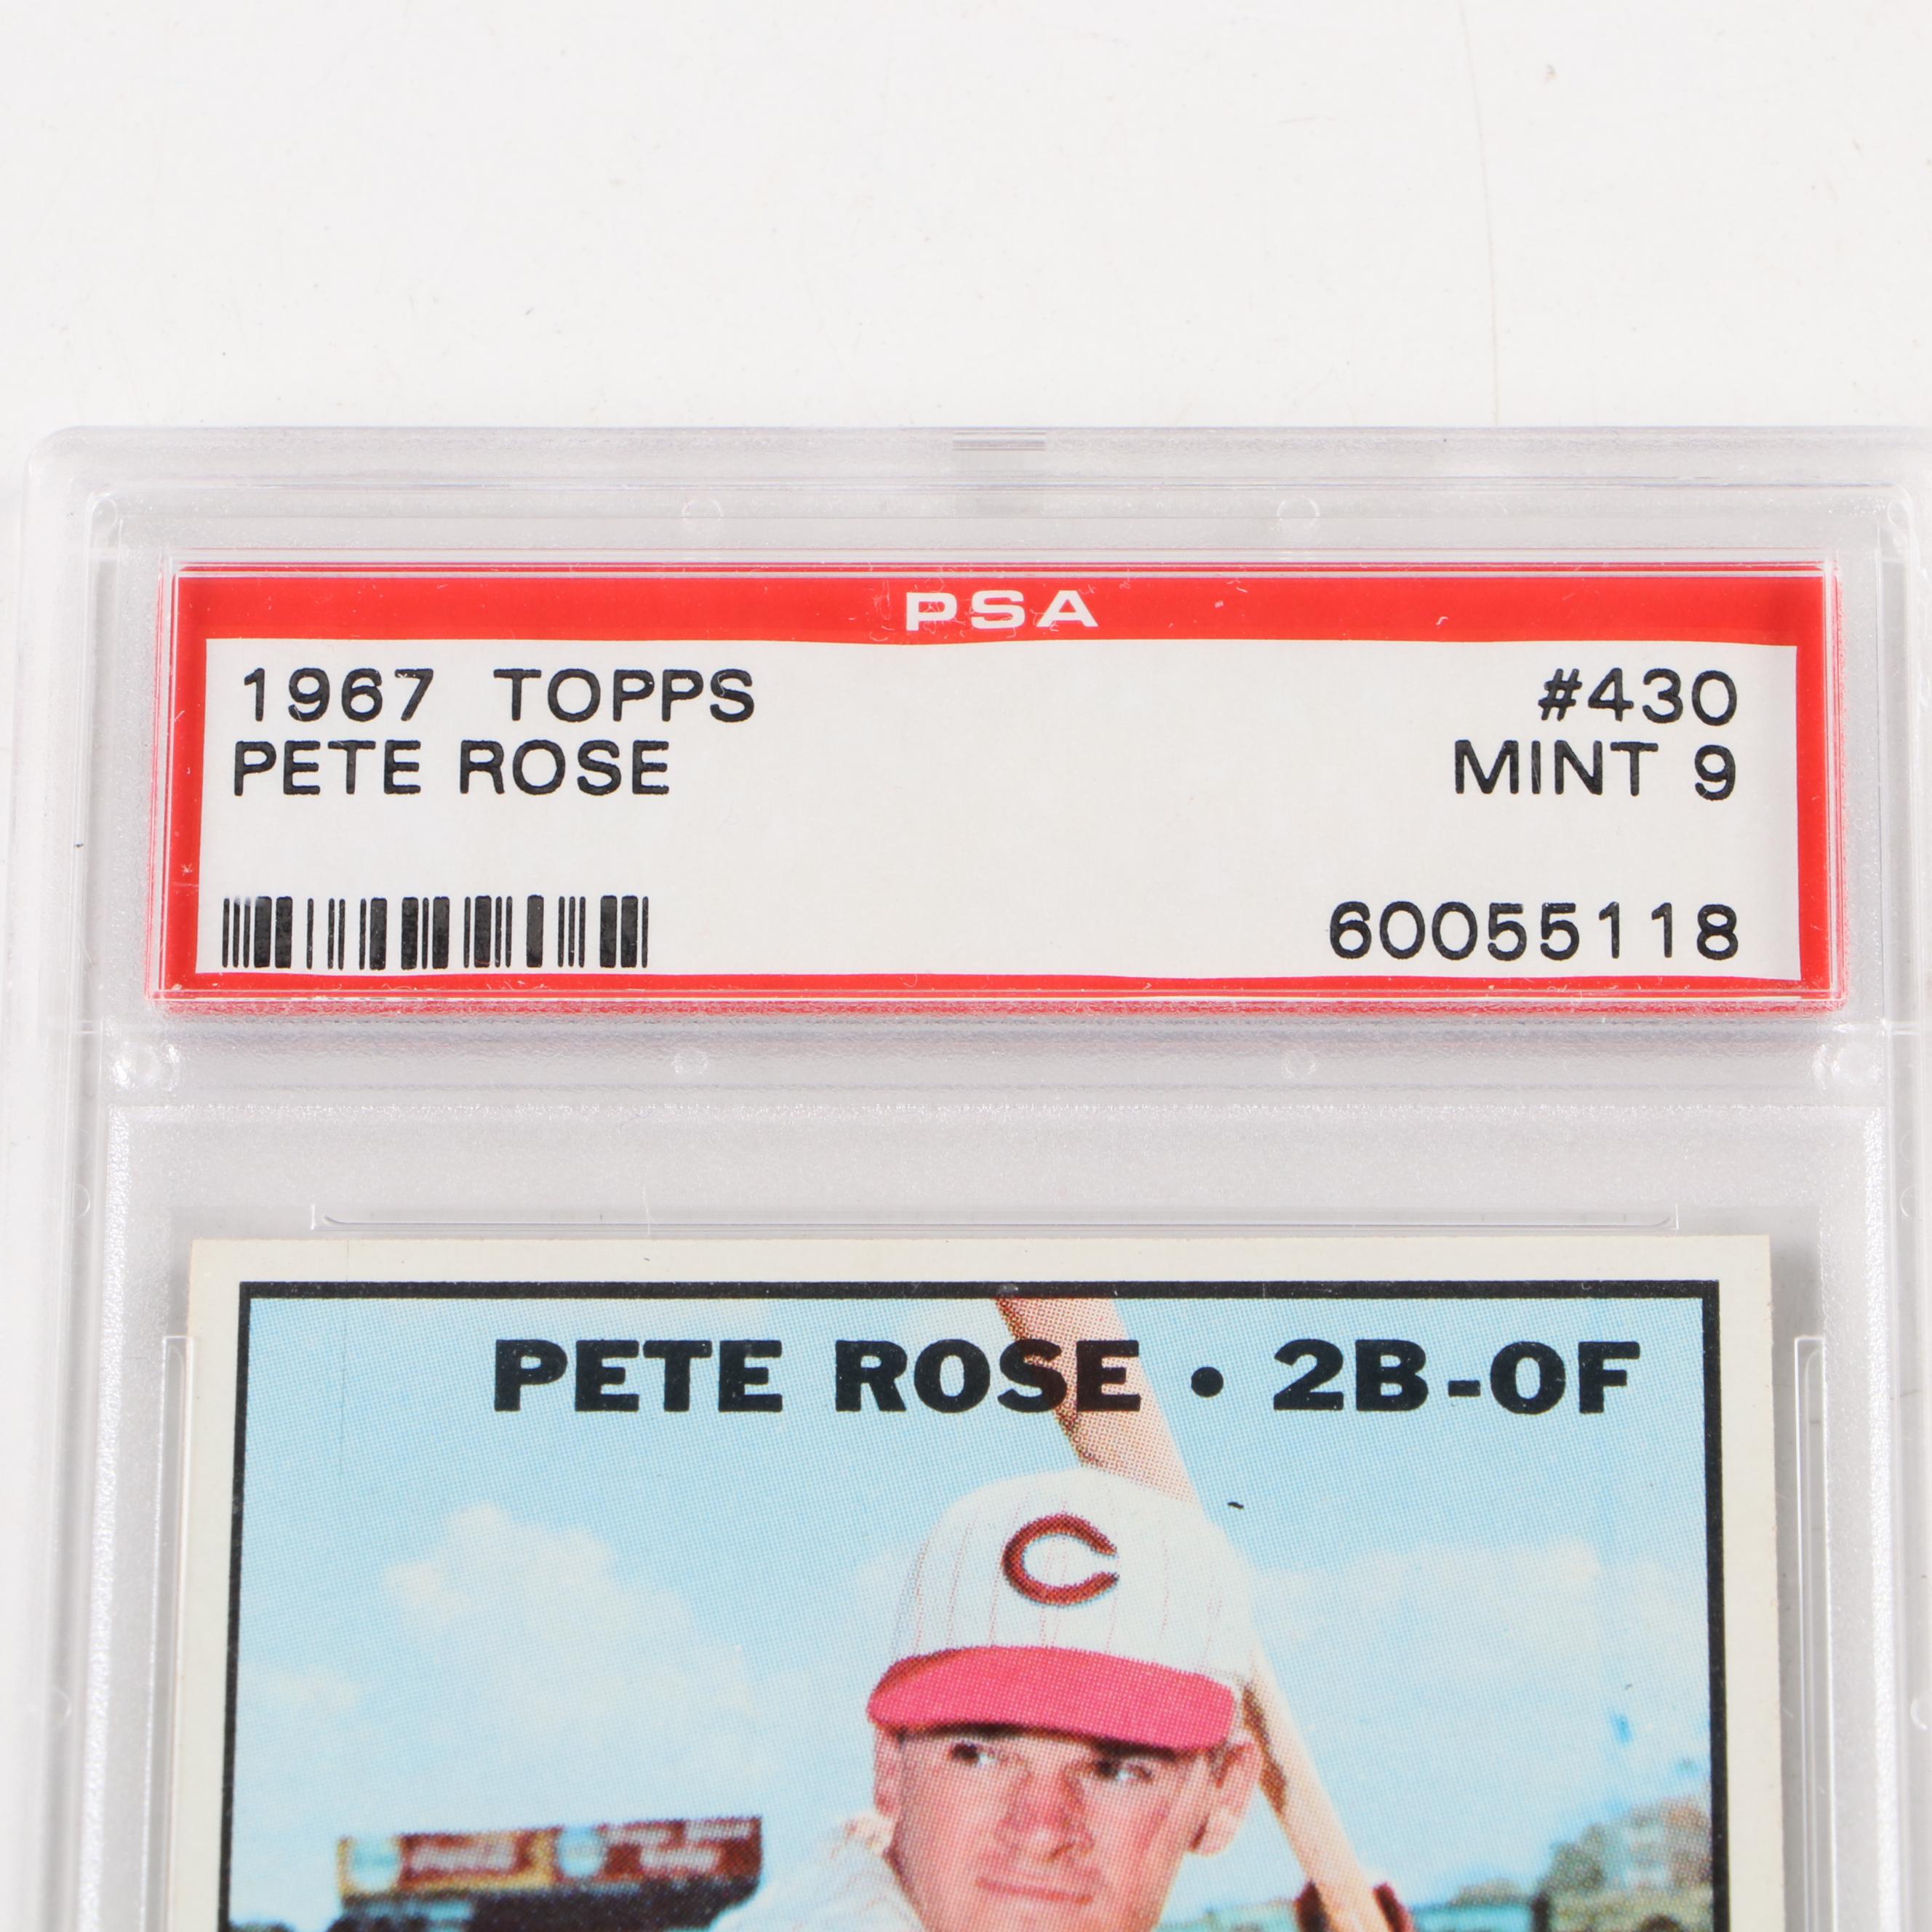 PSA
1967 TOPPS #430
PETE ROSE MINT 9
60055118
PETE ROSE • 2B-OF
C